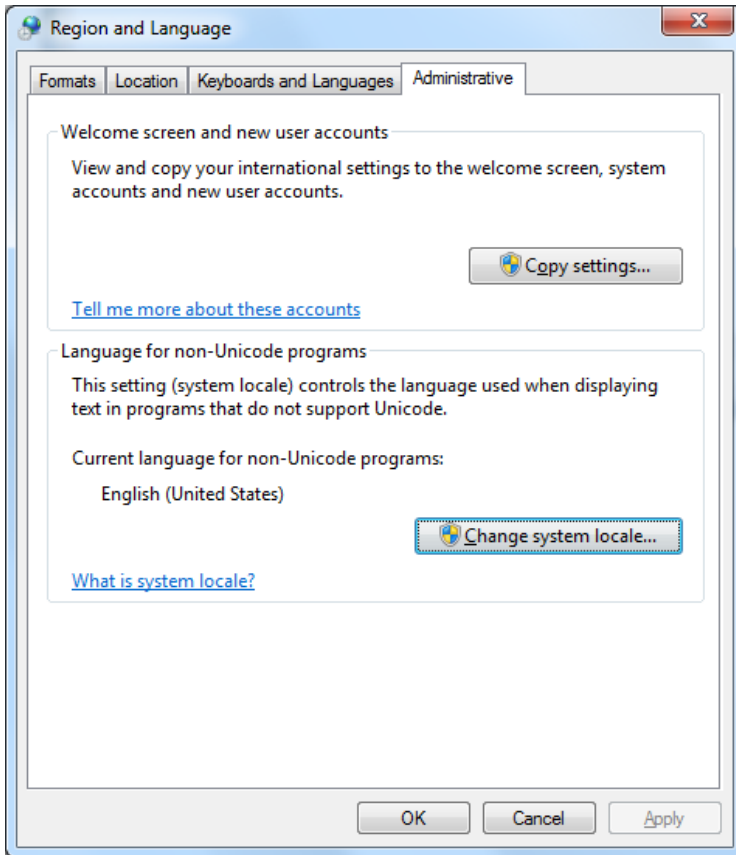 Region and Language
Formats Location Keyboards and Languages Administrative
Welcome screen and new user accounts
View and copy your international settings to the welcome screen, system
accounts and new user accounts.
Copy settings...
Tell me more about these accounts
Language for non-Unicode programs
This setting (system locale) controls the language used when displaying
text in programs that do not support Unicode.
Current language for non-Unicode programs:
English (United States)
Change system locale...
What is system locale?
OK Cancel Apply